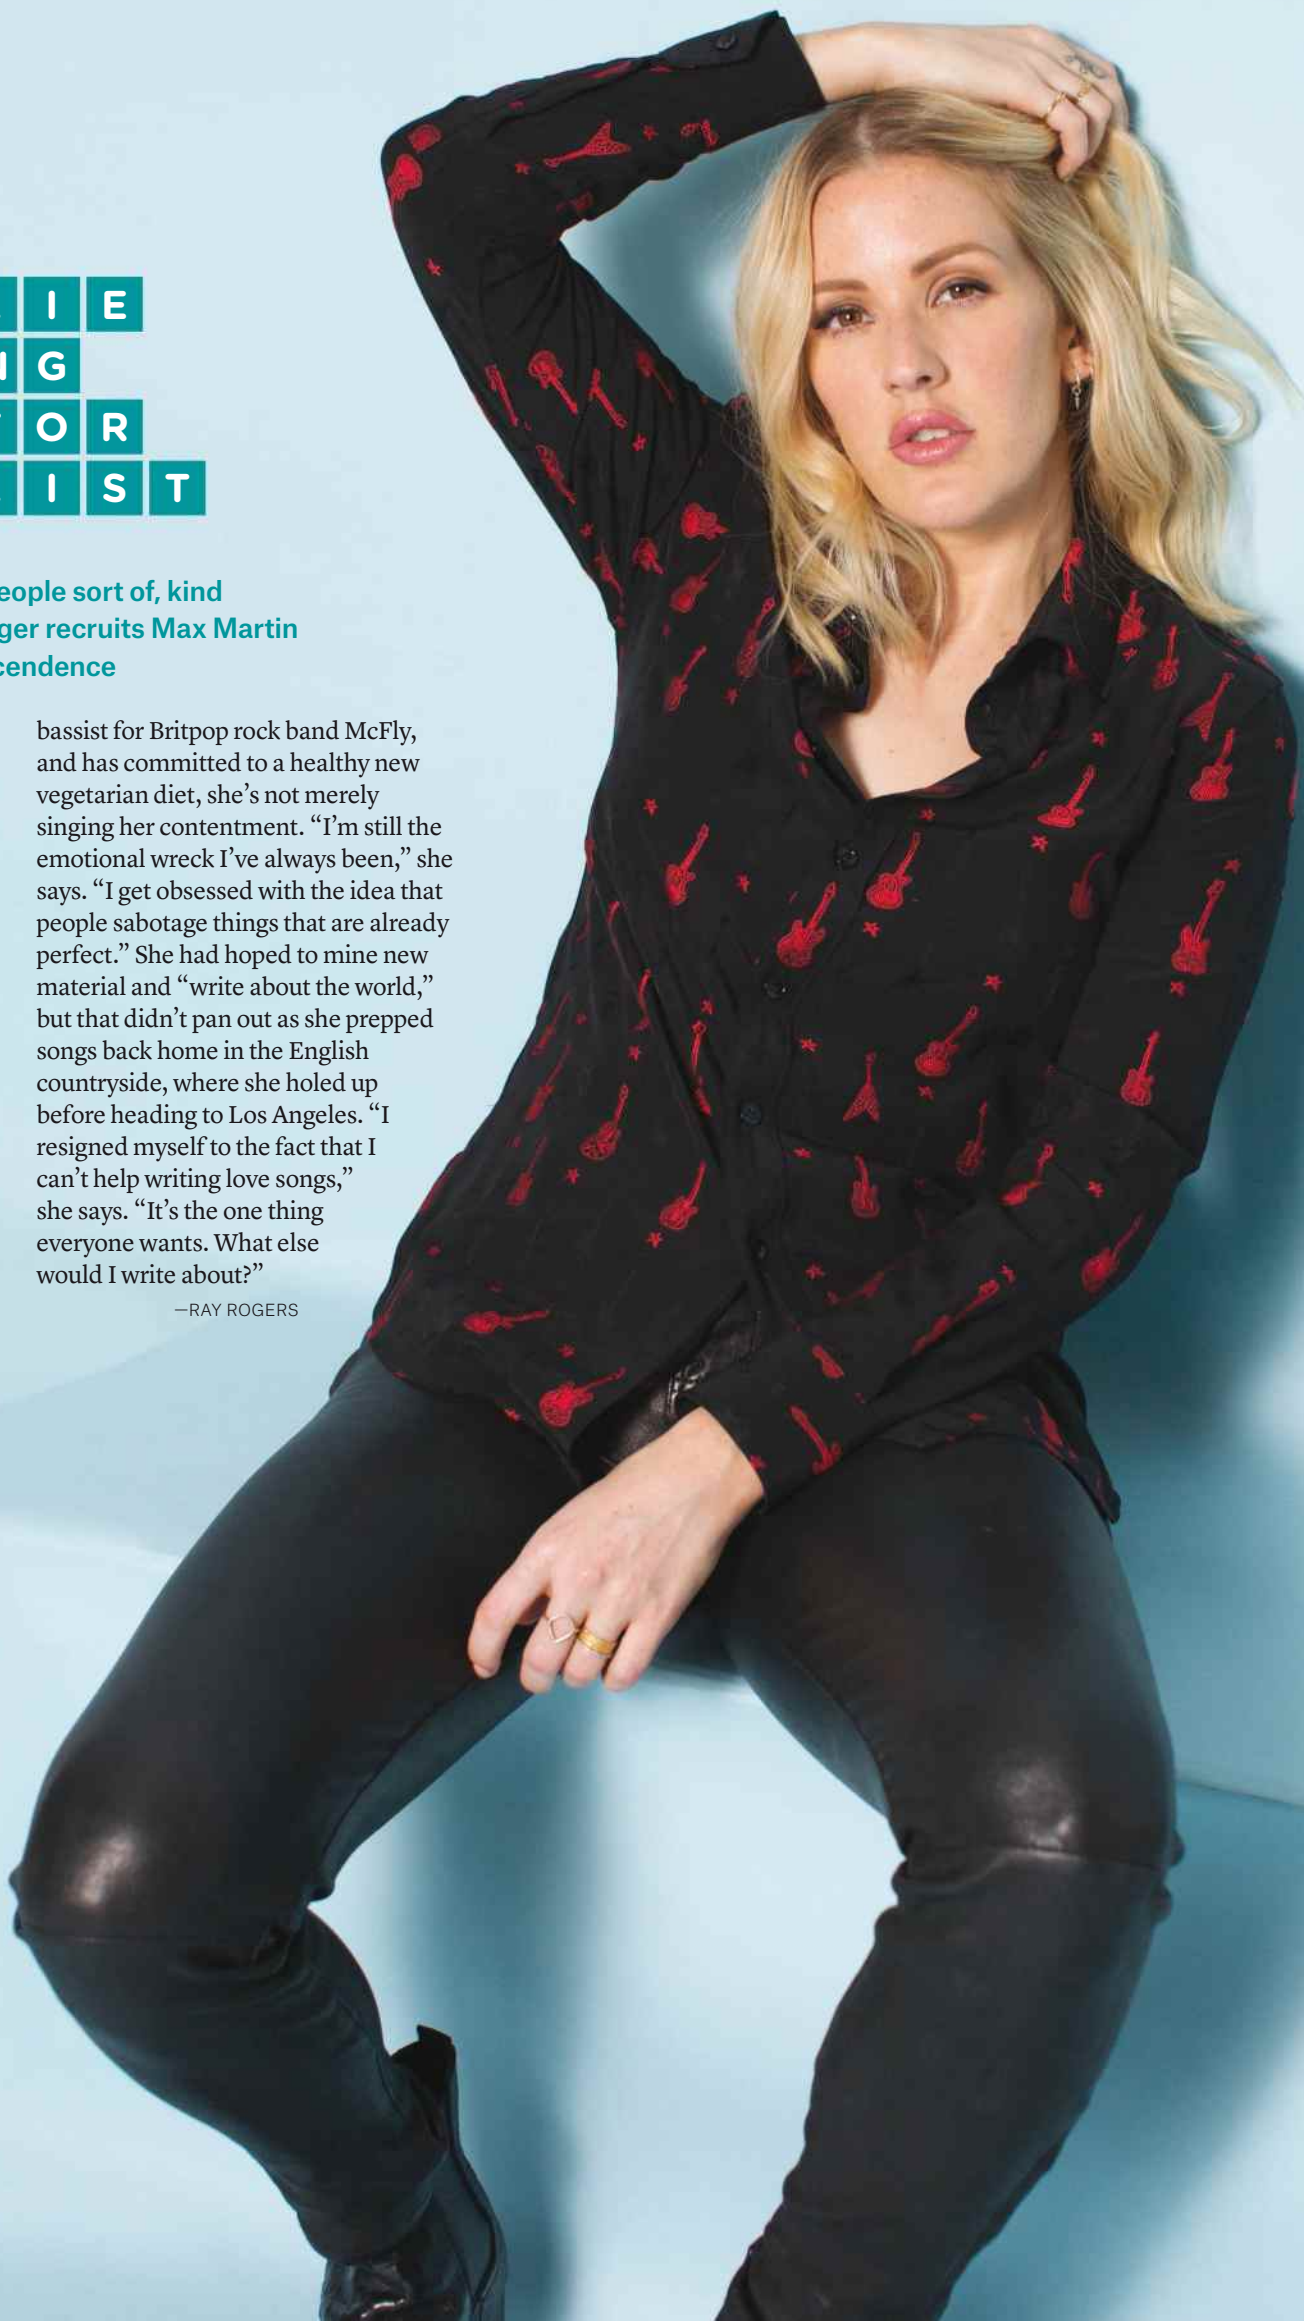 I E
G
O R
I S T
eople sort of, kind
ger recruits Max Martin
cendence
bassist for Britpop rock band McFly,
and has committed to a healthy new
vegetarian diet, she’s not merely
singing her contentment. “I’m still the
emotional wreck I’ve always been,” she
says. “I get obsessed with the idea that
people sabotage things that are already
perfect.” She had hoped to mine new
material and “write about the world,”
but that didn’t pan out as she prepped
songs back home in the English
countryside, where she holed up
before heading to Los Angeles. “I
resigned myself to the fact that I
can’t help writing love songs,”
she says. “It’s the one thing
everyone wants. What else
would I write about?”
—RAY ROGERS